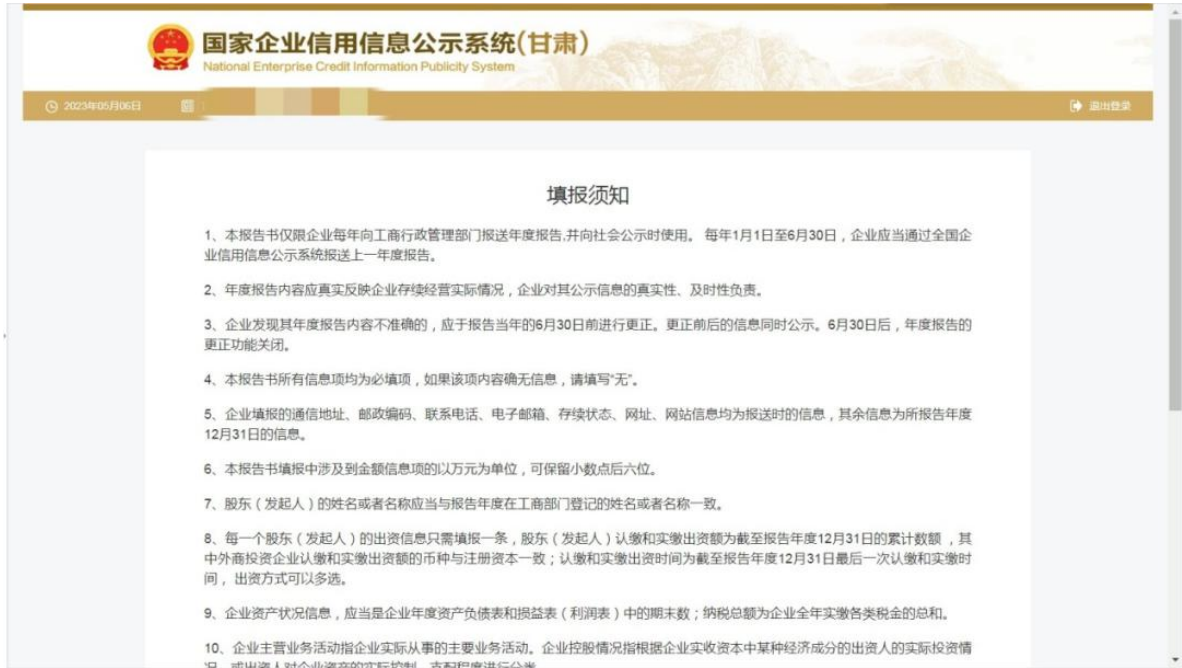 国家企业信用信息公示系统(甘肃)
National Enterprise Credit Information Publicity System
2023年05月06日
退出登录
填报须知
1、本报告书仅限企业每年向工商行政管理部门报送年度报告,并向社会公示时使用。 每年1月1日至6月30日，企业应当通过全国企
业信用信息公示系统报送上一年度报告。
2、年度报告内容应真实反映企业存续经营实际情况，企业对其公示信息的真实性、及时性负责。
3、企业发现其年度报告内容不准确的，应于报告当年的6月30日前进行更正。更正前后的信息同时公示。6月30日后，年度报告的
更正功能关闭。
4、本报告书所有信息项均为必填项，如果该项内容确无信息，请填写“无”。
5、企业填报的通信地址、邮政编码、联系电话、电子邮箱、存续状态、网址、网站信息均为报送时的信息，其余信息为所报告年度
12月31日的信息。
6、本报告书填报中涉及到金额信息项的以万元为单位，可保留小数点后六位。
7、股东（发起人）的姓名或者名称应当与报告年度在工商部门登记的姓名或者名称一致。
8、每一个股东（发起人）的出资信息只需填报一条，股东（发起人）认缴和实缴出资额为截至报告年度12月31日的累计数额 ，其
中外商投资企业认缴和实缴出资额的币种与注册资本一致；认缴和实缴出资时间为截至报告年度12月31日最后一次认缴和实缴时
间， 出资方式可以多选。
9、企业资产状况信息，应当是企业年度资产负债表和损益表（利润表）中的期末数；纳税总额为企业全年实缴各类税金的总和。
10、企业主营业务活动指企业实际从事的主要业务活动。企业控股情况指根据企业实收资本中某种经济成分的出资人的实际投资情
况，或出资人对企业资产的实际控制、支配程度进行分类。